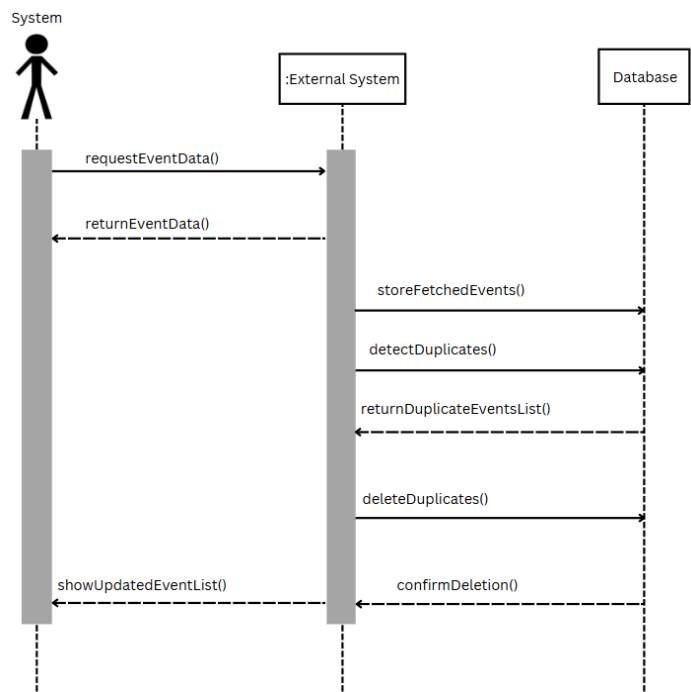 System
:External System
Database
requestEventData()
returnEventData()
storeFetchedEvents()
detectDuplicates()
returnDuplicateEventsList()
deleteDuplicates()
showUpdatedEventList()
confirmDeletion()